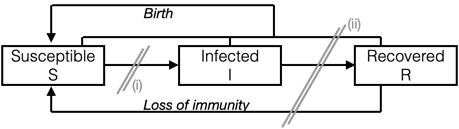 Birth
(ii)
Susceptible
S
Infected
I
Recovered
R
(i)
Loss of immunity